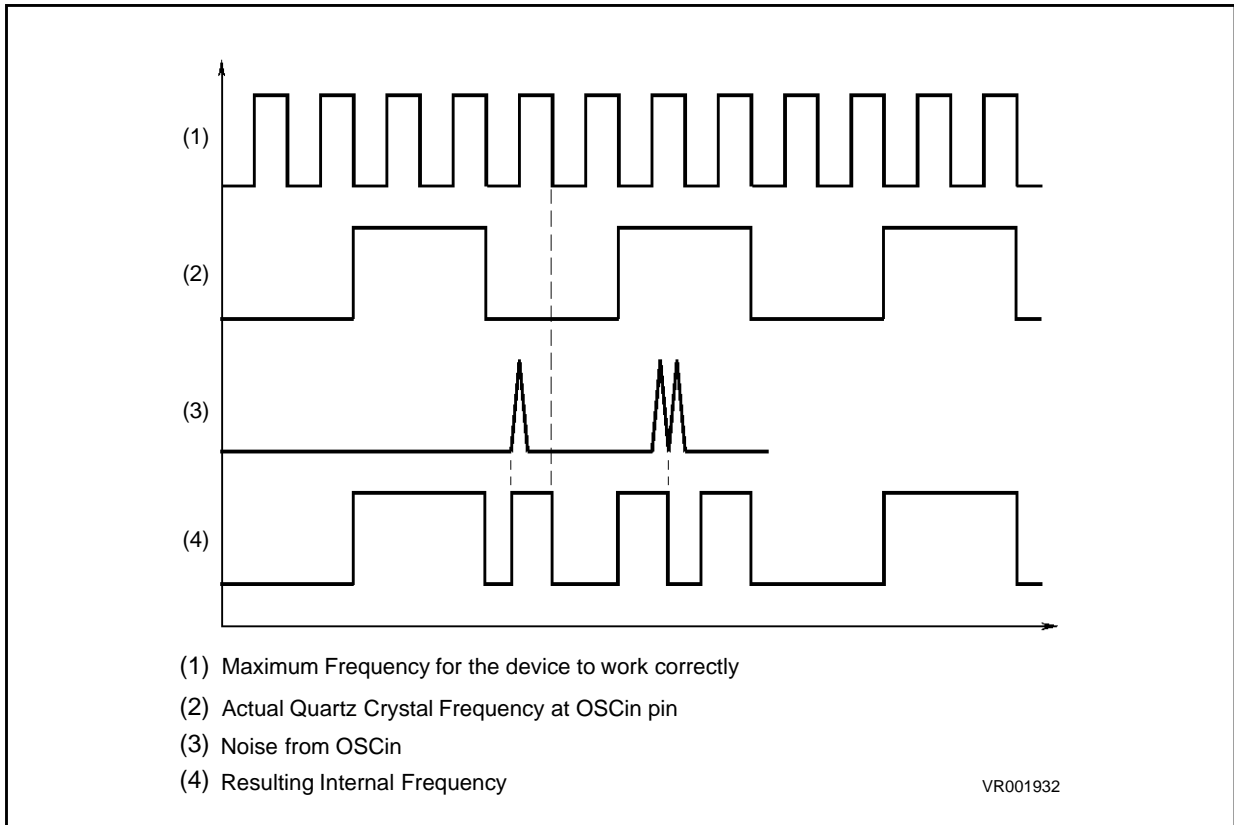 (1)
(2)
(3)
(4)
(1) Maximum Frequency for the device to work correctly
(2) Actual Quartz Crystal Frequency at OSCin pin
(3) Noise from OSCin
(4) Resulting Internal Frequency
VR001932